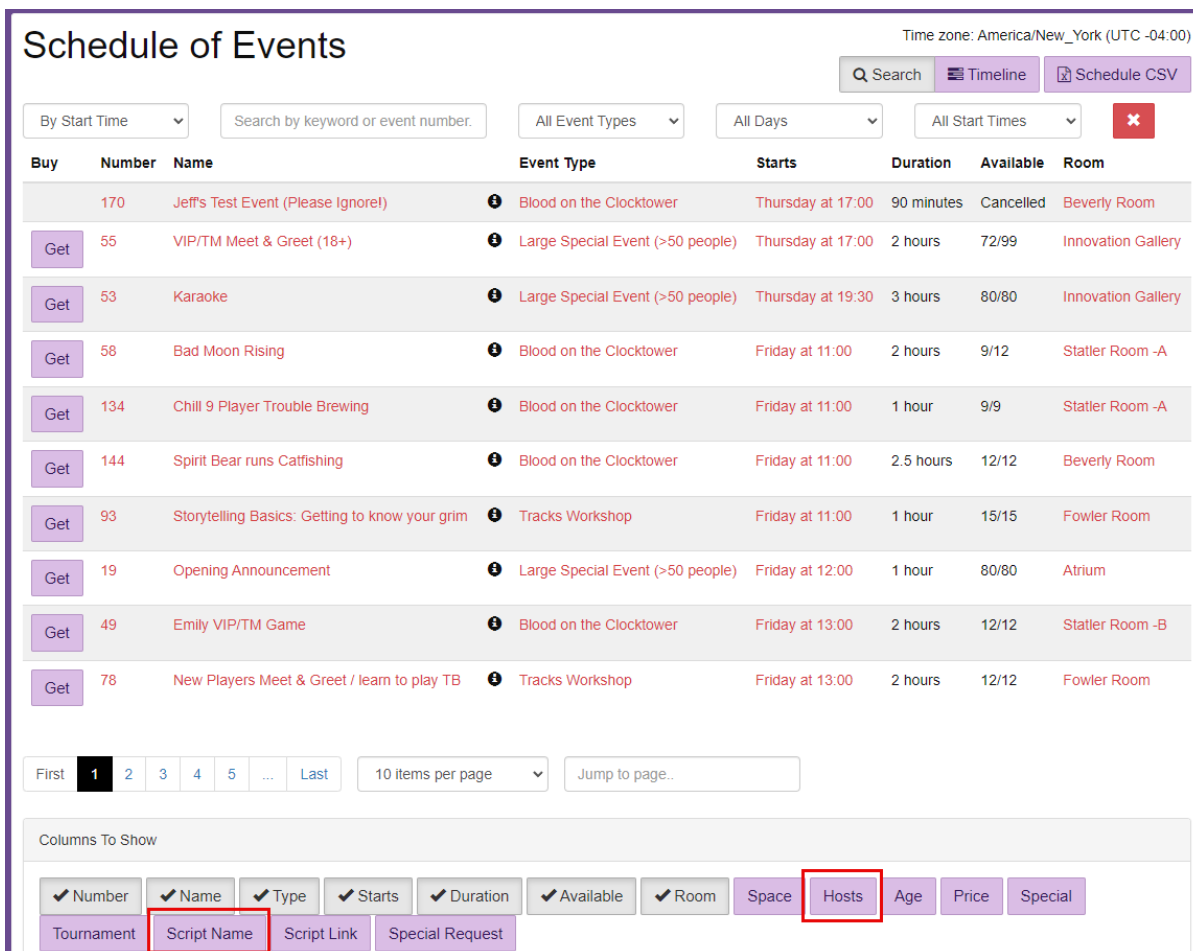 Schedule of Events
Time zone: America/New_York (UTC -04:00)
Search Timeline Schedule CSV
By Start Time Search by keyword or event number. All Event Types All Days All Start Times
Buy Number Name Event Type Starts Duration Available Room
170 Jeff's Test Event (Please Ignore!) Blood on the Clocktower Thursday at 17:00 90 minutes Cancelled Beverly Room
Get 55 VIP/TM Meet & Greet (18+) Large Special Event (>50 people) Thursday at 17:00 2 hours 72/99 Innovation Gallery
Get 53 Karaoke Large Special Event (>50 people) Thursday at 19:30 3 hours 80/80 Innovation Gallery
Get 58 Bad Moon Rising Blood on the Clocktower Friday at 11:00 2 hours 9/12 Statler Room -A
Get 134 Chill 9 Player Trouble Brewing Blood on the Clocktower Friday at 11:00 1 hour 9/9 Statler Room -A
Get 144 Spirit Bear runs Catfishing Blood on the Clocktower Friday at 11:00 2.5 hours 12/12 Beverly Room
Get 93 Storytelling Basics: Getting to know your grim Tracks Workshop Friday at 11:00 1 hour 15/15 Fowler Room
Get 19 Opening Announcement Large Special Event (>50 people) Friday at 12:00 1 hour 80/80 Atrium
Get 49 Emily VIP/TM Game Blood on the Clocktower Friday at 13:00 2 hours 12/12 Statler Room -B
Get 78 New Players Meet & Greet / learn to play TB Tracks Workshop Friday at 13:00 2 hours 12/12 Fowler Room
First 1 2 3 4 5 ... Last 10 items per page Jump to page..
Columns To Show
Number Name Type Starts Duration Available Room Space Hosts Age Price Special
Tournament Script Name Script Link Special Request